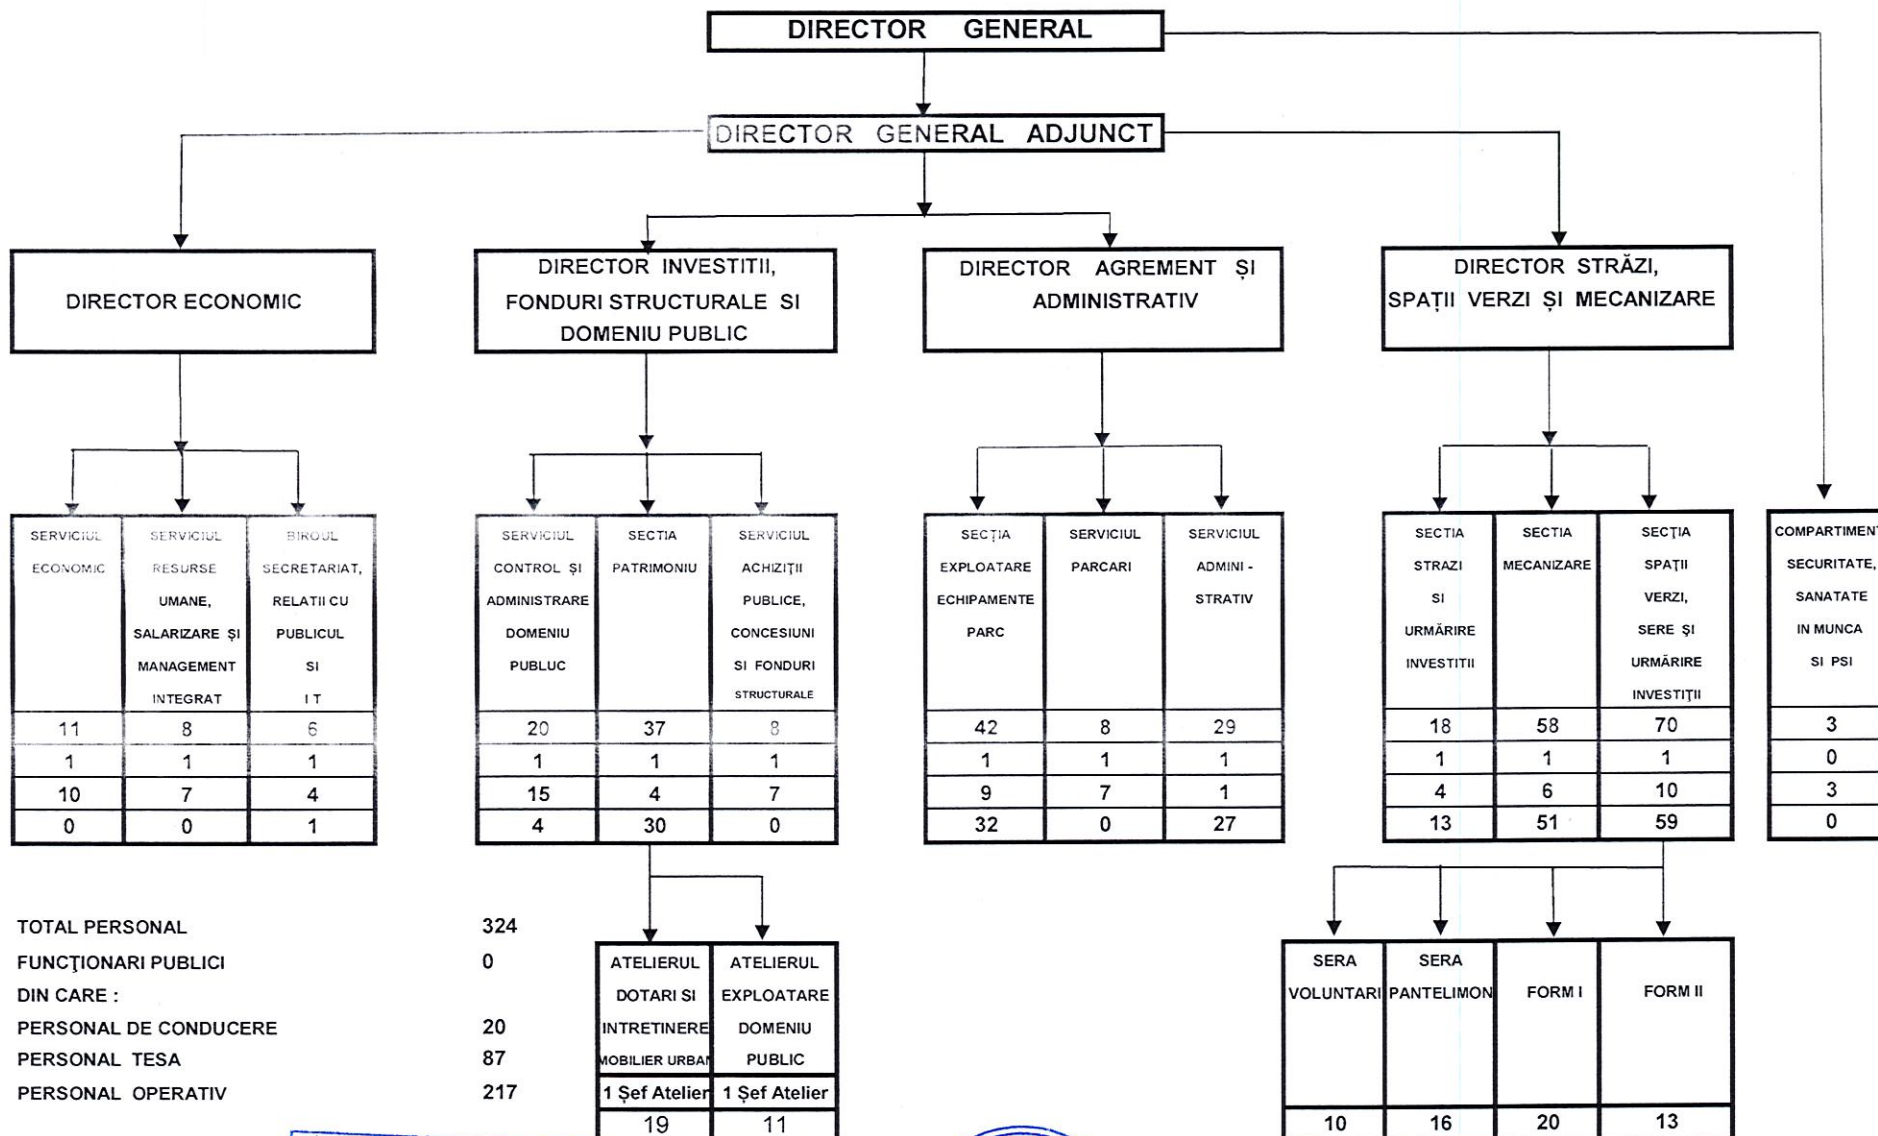 DIRECTOR GENERAL
DIRECTOR GENERAL ADJUNCT
DIRECTOR ECONOMIC
DIRECTOR INVESTITII,
FONDURI STRUCTURALE SI
DOMENIU PUBLIC
DIRECTOR AGREMENT ȘI
ADMINISTRATIV
DIRECTOR STRĂZI,
SPAȚII VERZI ȘI MECANIZARE
SERVICIUL
ECONOMIC
11
1
10
0
SERVICIUL
RESURSE
UMANE,
SALARIZARE ȘI
MANAGEMENT
INTEGRAT
8
1
7
0
BIROUL
SECRETARIAT,
RELATII CU
PUBLICUL
SI
I T
6
1
4
1
SERVICIUL
CONTROL ȘI
ADMINISTRARE
DOMENIU
PUBLUC
20
1
15
4
SECTIA
PATRIMONIU
37
1
4
30
SERVICIUL
ACHIZIȚII
PUBLICE,
CONCESIUNI
SI FONDURI
STRUCTURALE
8
1
7
0
SECȚIA
EXPLOATARE
ECHIPAMENTE
PARC
42
1
9
32
SERVICIUL
PARCARI
8
1
7
0
SERVICIUL
ADMINI -
STRATIV
29
1
1
27
SECTIA
STRAZI
SI
URMĂRIRE
INVESTITII
18
1
4
13
SECTIA
MECANIZARE
58
1
6
51
SECȚIA
SPAȚII
VERZI,
SERE ȘI
URMĂRIRE
INVESTIȚII
70
1
10
59
COMPARTIMENT
SECURITATE,
SANATATE
IN MUNCA
SI PSI
3
0
3
0
TOTAL PERSONAL 324
FUNCȚIONARI PUBLICI 0
DIN CARE :
PERSONAL DE CONDUCERE 20
PERSONAL TESA 87
PERSONAL OPERATIV 217
ATELIERUL
DOTARI SI
INTRETINERE
MOBILIER URBAN
1 Șef Atelier
19
ATELIERUL
EXPLOATARE
DOMENIU
PUBLIC
1 Șef Atelier
11
SERA
VOLUNTARI
10
SERA
PANTELIMON
16
FORM I
20
FORM II
13